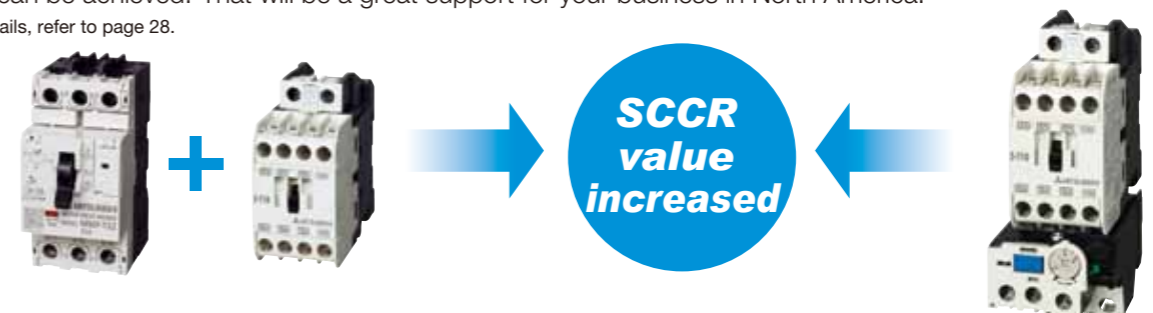 can be achieved. That will be a great support for your business in North America.
ails, refer to page 28.
SCCR
value
increased